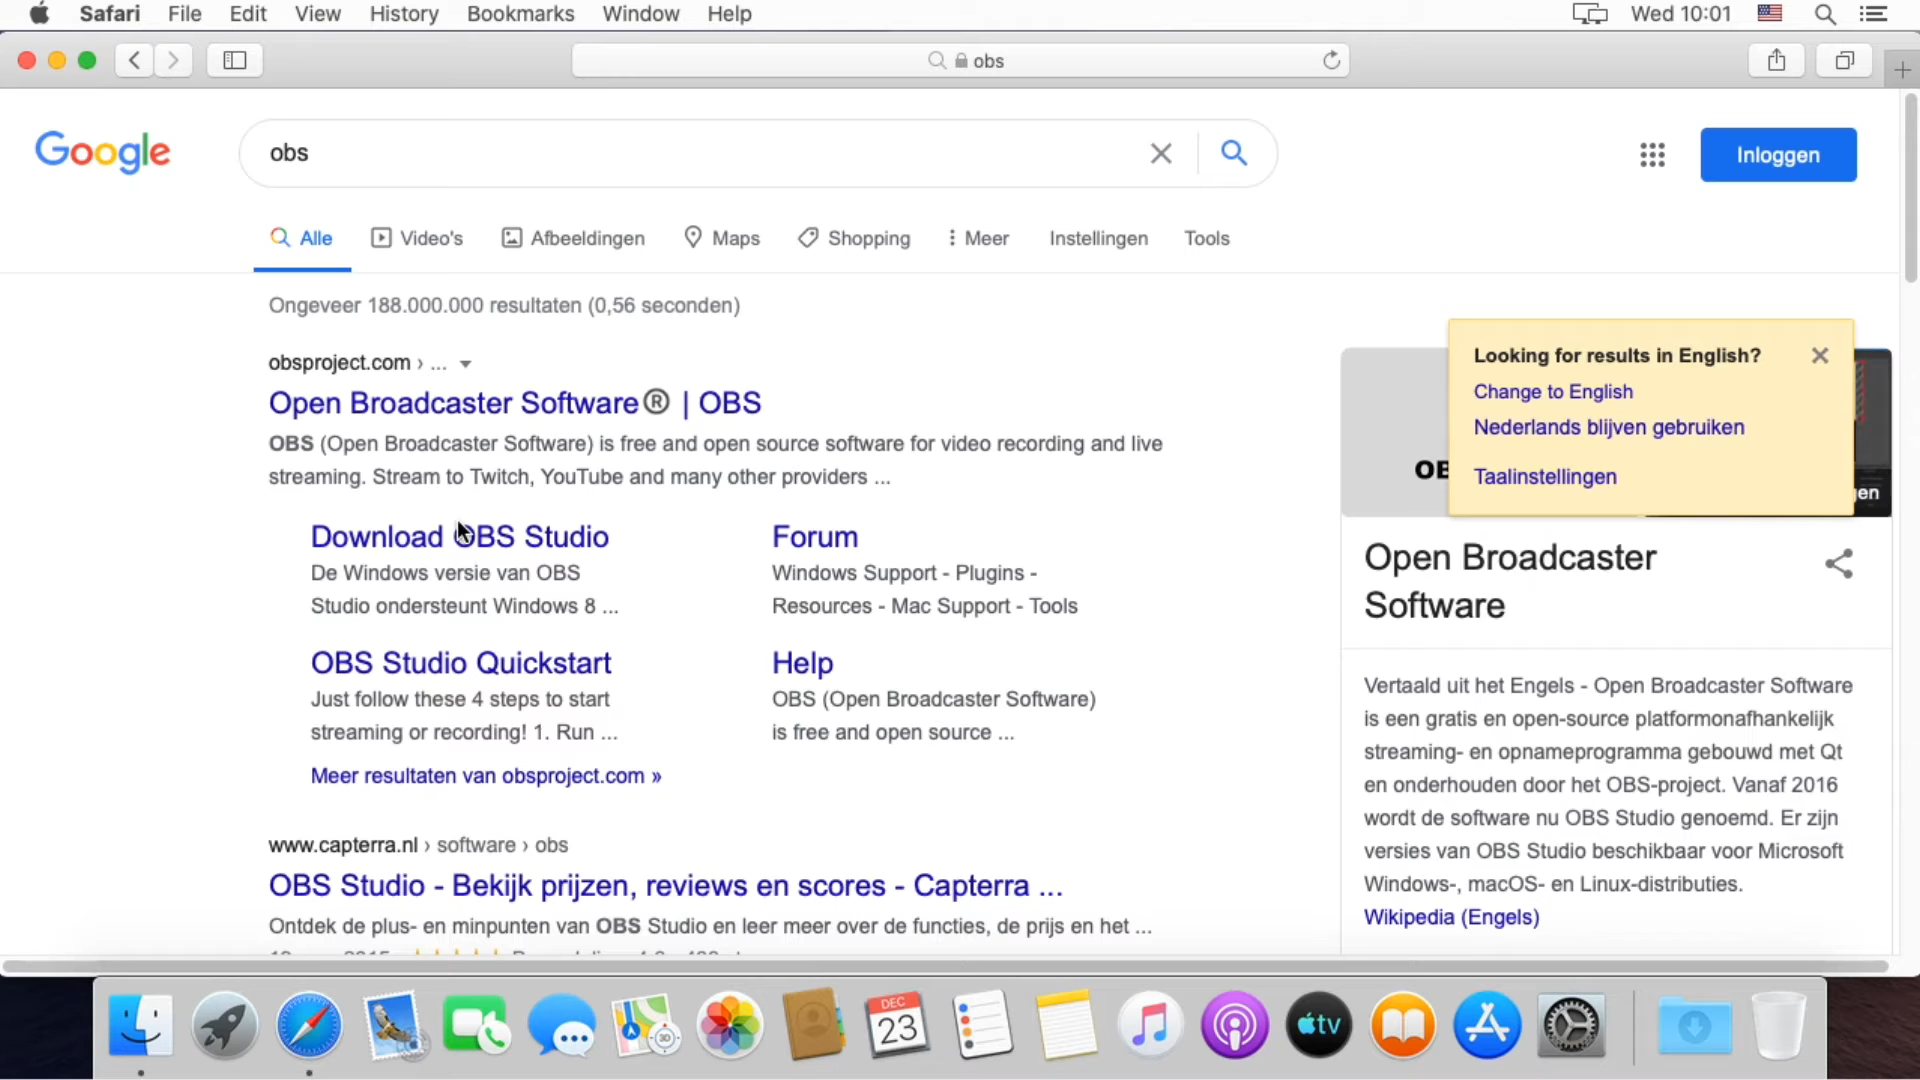 Safari File Edit View History Bookmarks Window Help Wed 10:01
obs
Google
obs
Inloggen
Alle Video's Afbeeldingen Maps Shopping Meer Instellingen Tools
Ongeveer 188.000.000 resultaten (0,56 seconden)
obsproject.com › ...
Open Broadcaster Software® | OBS
OBS (Open Broadcaster Software) is free and open source software for video recording and live
streaming. Stream to Twitch, YouTube and many other providers ...
Download OBS Studio
De Windows versie van OBS
Studio ondersteunt Windows 8 ...
Forum
Windows Support - Plugins -
Resources - Mac Support - Tools
OBS Studio Quickstart
Just follow these 4 steps to start
streaming or recording! 1. Run ...
Help
OBS (Open Broadcaster Software)
is free and open source ...
Meer resultaten van obsproject.com »
www.capterra.nl › software › obs
OBS Studio - Bekijk prijzen, reviews en scores - Capterra ...
Ontdek de plus- en minpunten van OBS Studio en leer meer over de functies, de prijs en het ...
Looking for results in English?
Change to English
Nederlands blijven gebruiken
Taalinstellingen
Open Broadcaster
Software
Vertaald uit het Engels - Open Broadcaster Software
is een gratis en open-source platformonafhankelijk
streaming- en opnameprogramma gebouwd met Qt
en onderhouden door het OBS-project. Vanaf 2016
wordt de software nu OBS Studio genoemd. Er zijn
versies van OBS Studio beschikbaar voor Microsoft
Windows-, macOS- en Linux-distributies.
Wikipedia (Engels)
3D
DEC
23
tv